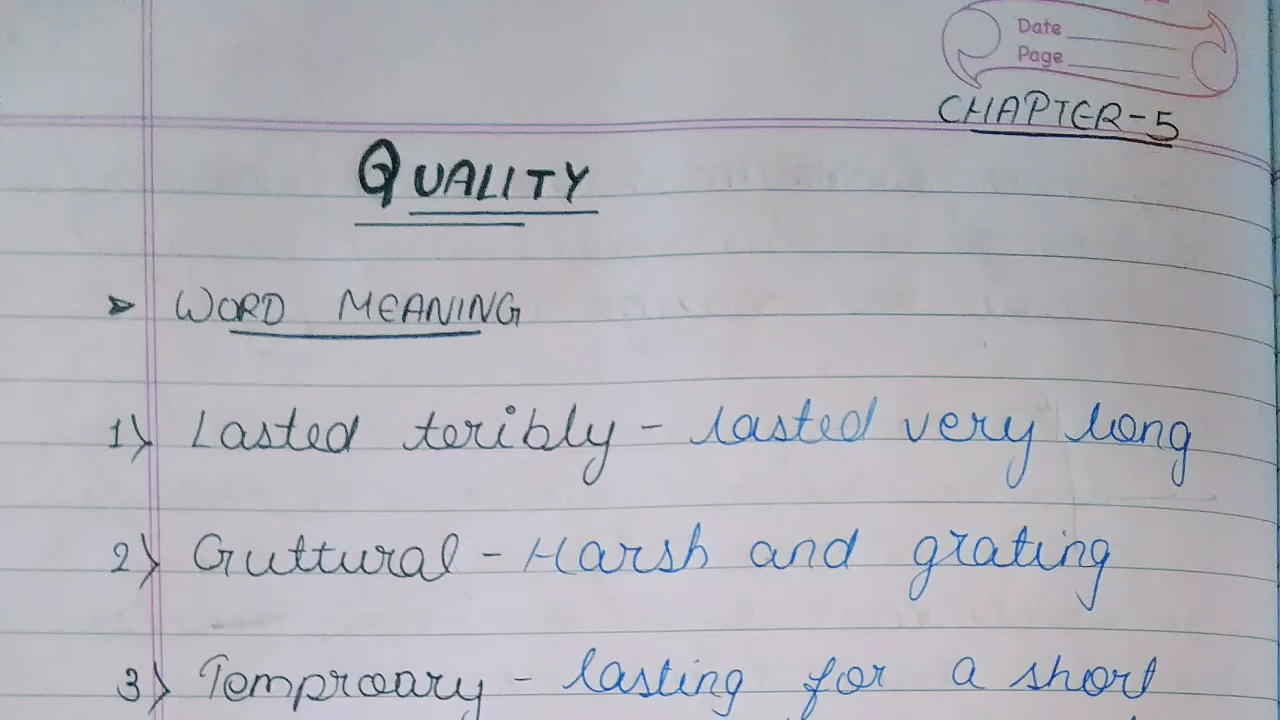 Date
Page
CHAPTER-5
QUALITY
➤ WORD MEANING
1) Lasted teribly - lasted very long
2) Guttural - Harsh and grating
3) Temproary - lasting for a short